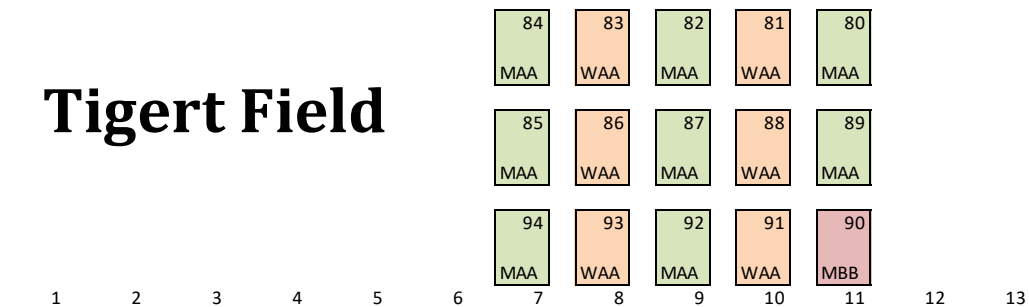 84 83 82 81 80
MAA WAA MAA WAA MAA
Tigert Field
85 86 87 88 89
MAA WAA MAA WAA MAA
94 93 92 91 90
MAA WAA MAA WAA MBB
1 2 3 4 5 6 7 8 9 10 11 12 13